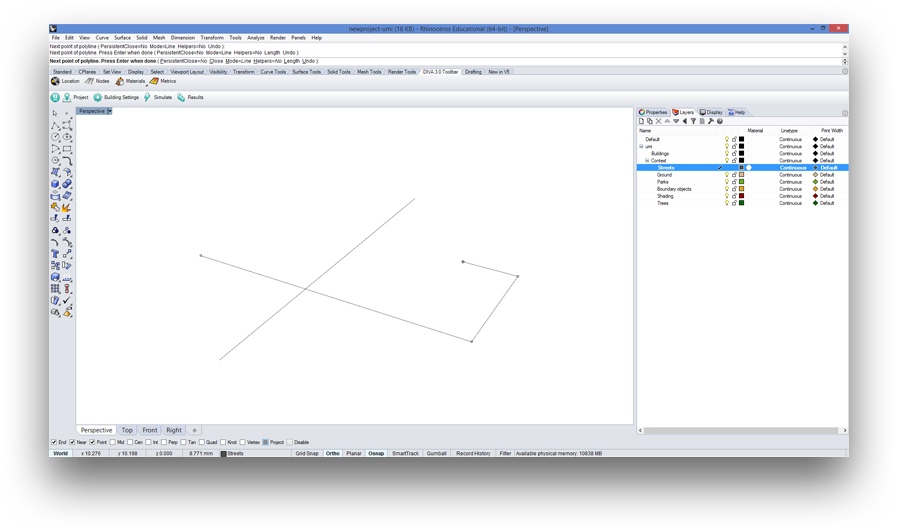 newproject-umi (18 KB) - Rhinoceros Educational (64-bit) - [Perspective]
File Edit View Curve Surface Solid Mesh Dimension Transform Tools Analyze Render Panels Help
Next point of polyline ( PersistentClose=No Mode=Line Helpers=No Undo ):
Next point of polyline. Press Enter when done ( PersistentClose=No Mode=Line Helpers=No Length Undo ):
Next point of polyline. Press Enter when done ( PersistentClose=No Close Mode=Line Helpers=No Length Undo ):
Standard CPlanes Set View Display Select Viewport Layout Visibility Transform Curve Tools Surface Tools Solid Tools Mesh Tools Render Tools DIVA 3.0 Toolbar Drafting New in V5
Location Nodes Materials Metrics
Project Building Settings Simulate Results
Perspective
Properties Layers Display Help
Name Material Linetype Print Width
Default Continuous Default
umi Continuous Default
Buildings Continuous Default
Context Continuous Default
Streets Continuous Default
Ground Continuous Default
Parks Continuous Default
Boundary objects Continuous Default
Shading Continuous Default
Trees Continuous Default
Perspective Top Front Right
End Near Point Mid Cen Int Perp Tan Quad Knot Vertex Project Disable
World x 10.276 y 10.198 z 0.000 8.771 mm Streets Grid Snap Ortho Planar Osnap SmartTrack Gumball Record History Filter Available physical memory: 10838 MB